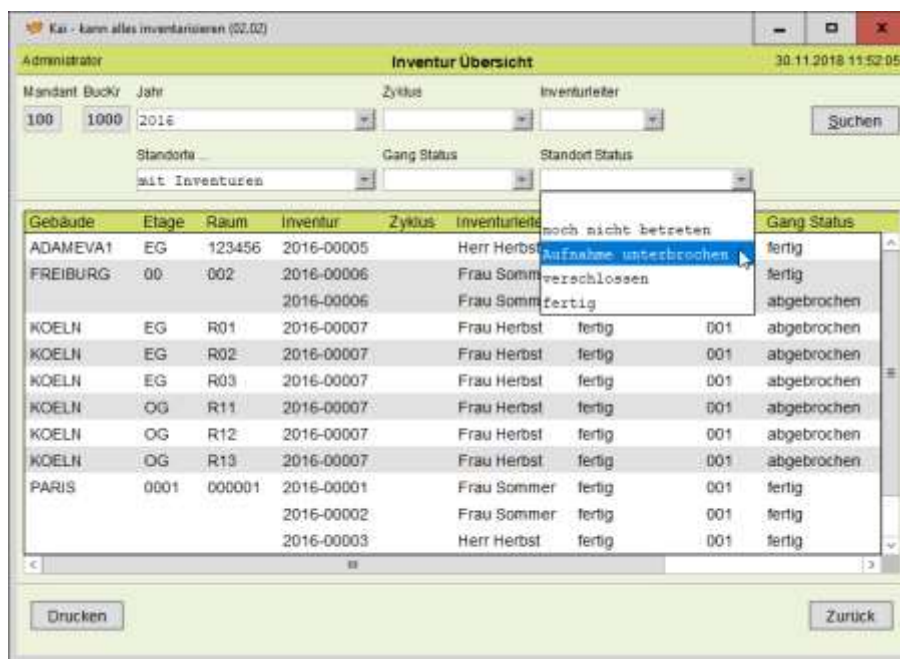 Kai - kann alles inventarisieren (02.02)
Administrator Inventur Übersicht 30.11.2018 11:52:05
Mandant BucKr Jahr Zyklus Inventurleiter
100 1000 2016 Suchen
Standorte ... Gang Status Standort Status
mit Inventuren
noch nicht betreten
Aufnahme unterbrochen
verschlossen
fertig
Gebäude Etage Raum Inventur Zyklus Inventurleite Gang Status
ADAMEVA1 EG 123456 2016-00005 Herr Herbst fertig
FREIBURG 00 002 2016-00006 Frau Somm fertig
2016-00006 Frau Somm abgebrochen
KOELN EG R01 2016-00007 Frau Herbst fertig 001 abgebrochen
KOELN EG R02 2016-00007 Frau Herbst fertig 001 abgebrochen
KOELN EG R03 2016-00007 Frau Herbst fertig 001 abgebrochen
KOELN OG R11 2016-00007 Frau Herbst fertig 001 abgebrochen
KOELN OG R12 2016-00007 Frau Herbst fertig 001 abgebrochen
KOELN OG R13 2016-00007 Frau Herbst fertig 001 abgebrochen
PARIS 0001 000001 2016-00001 Frau Sommer fertig 001 fertig
2016-00002 Frau Sommer fertig 001 fertig
2016-00003 Herr Herbst fertig 001 fertig
Drucken Zurück